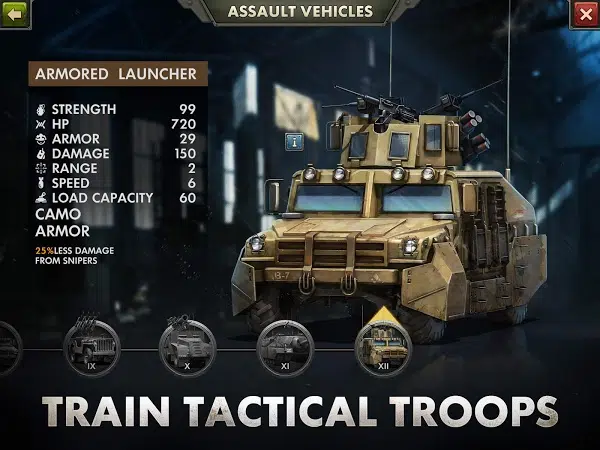 ASSAULT VEHICLES
ARMORED LAUNCHER
STRENGTH 99
HP 720
ARMOR 29
DAMAGE 150
RANGE 2
SPEED 6
LOAD CAPACITY 60
CAMO
ARMOR
25%LESS DAMAGE
FROM SNIPERS
i
B-7
IX
X
XI
XII
TRAIN TACTICAL TROOPS